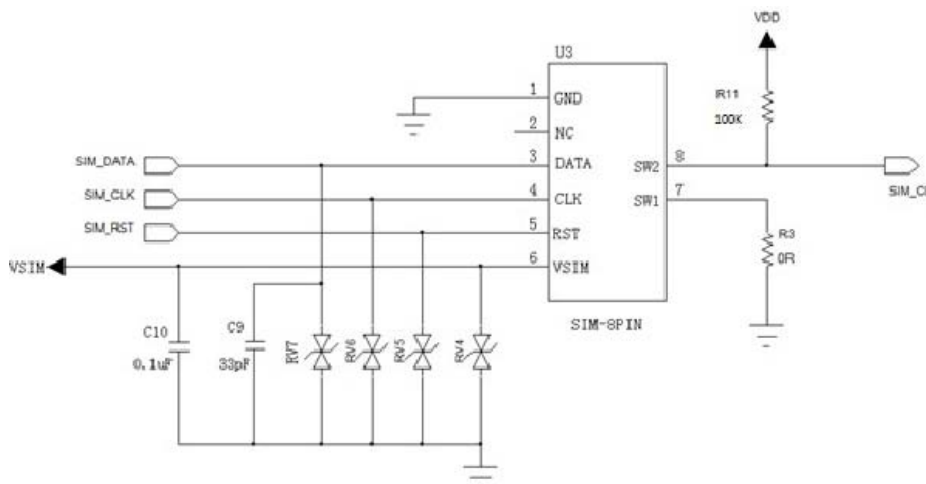 VDD
U3
R11
100K
1
GND
2
NC
SIM_DATA
3
DATA
SW2
8
SIM_CLK
4
CLK
SW1
7
SIM_C
SIM_RST
5
RST
R3
0R
VSIM
6
VSIM
SIM-8PIN
C10
0.1uF
C9
33pF
RV7
RV6
RV5
RV4